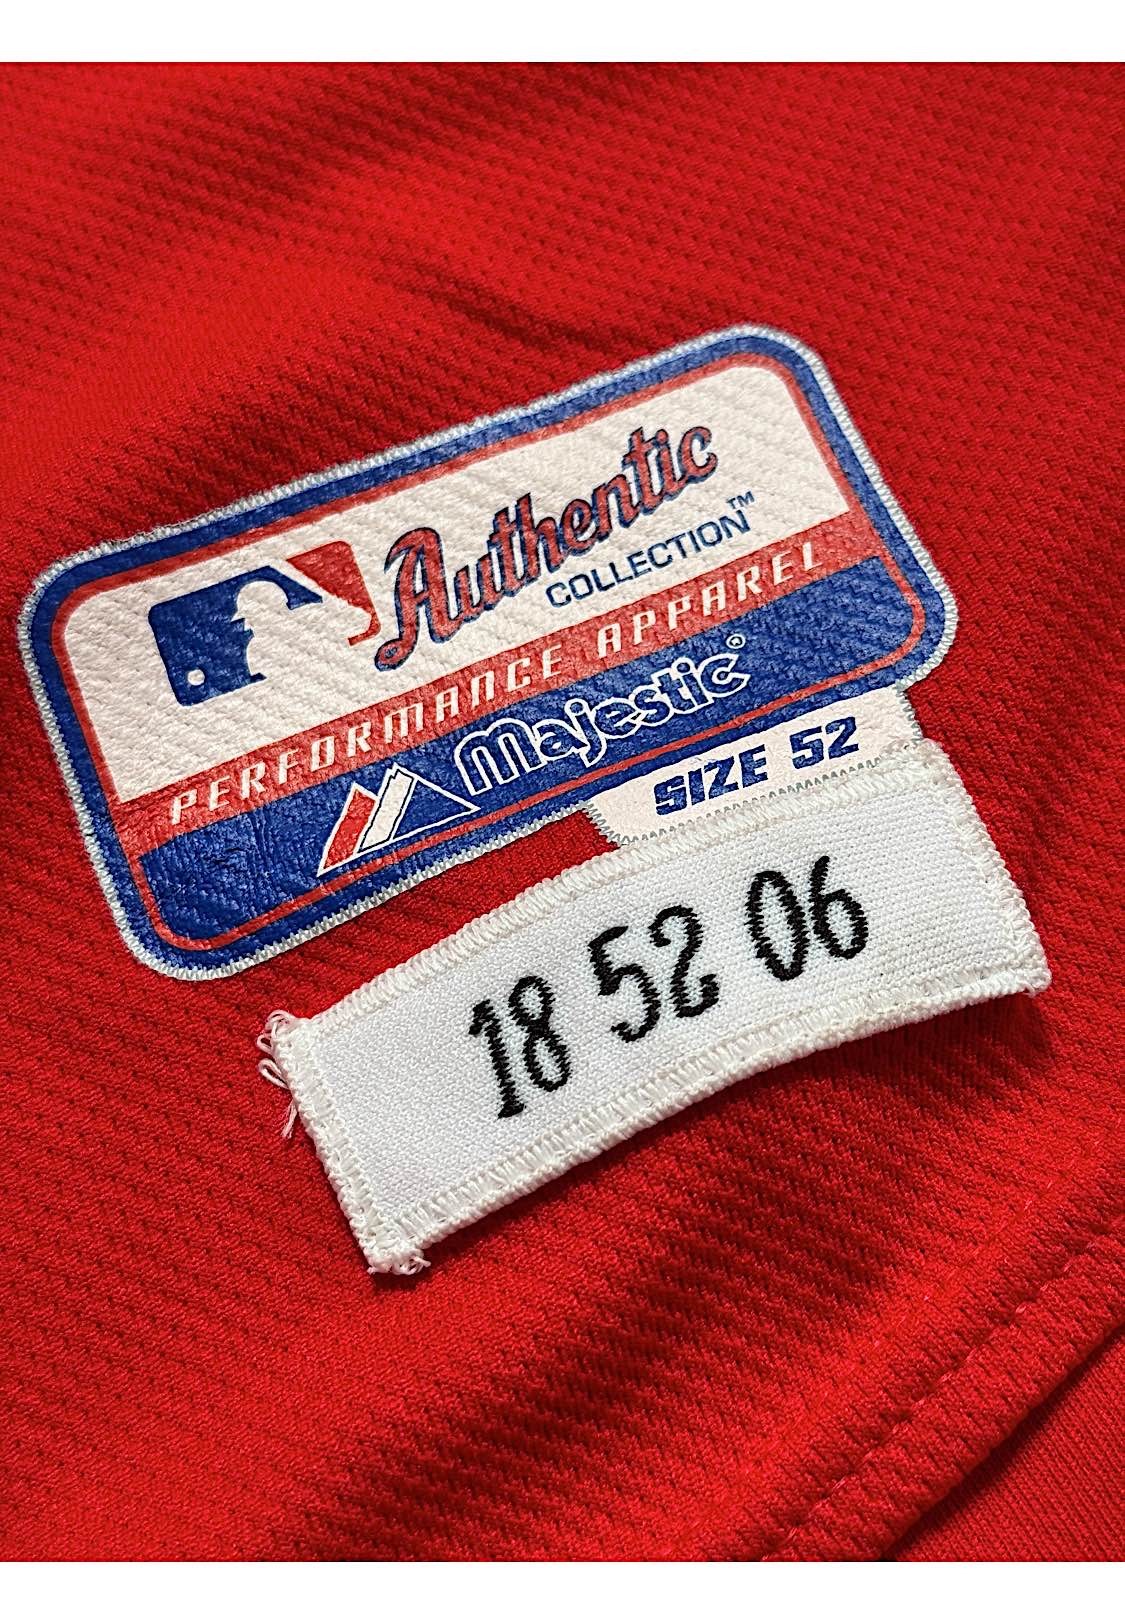 Authentic
COLLECTION™
PERFORMANCE APPAREL
Majestic®
SIZE 52
18 52 06